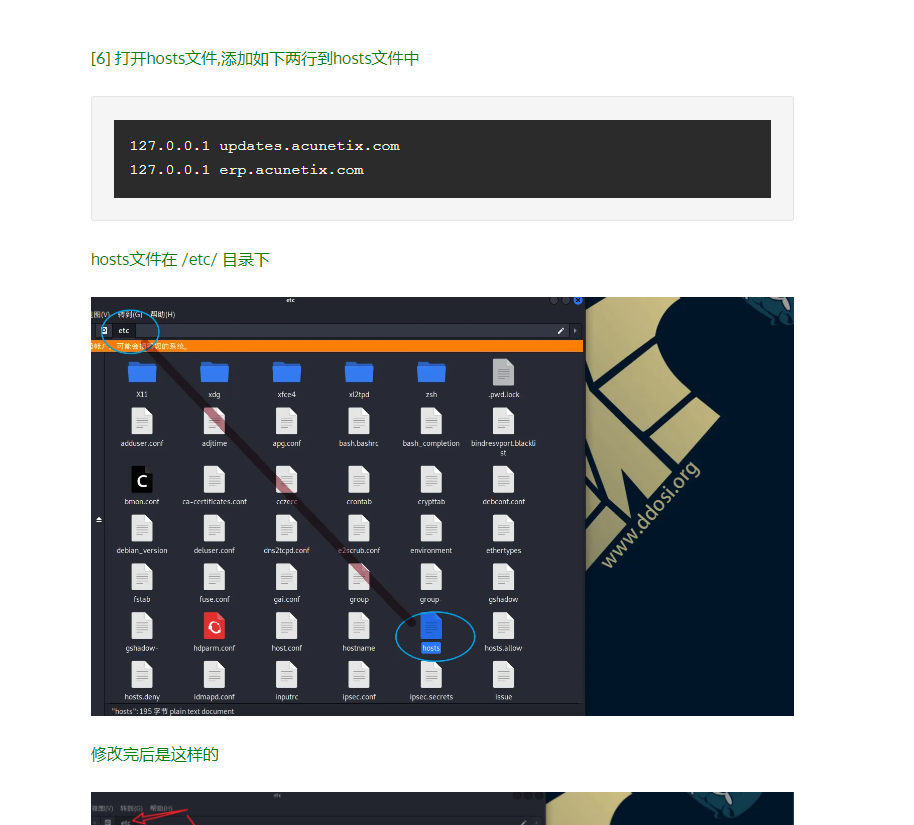 [6] 打开hosts文件,添加如下两行到hosts文件中
127.0.0.1 updates.acunetix.com
127.0.0.1 erp.acunetix.com
hosts文件在 /etc/ 目录下
etc
转到(G) 帮助(H)
etc
X11 xdg xfce4 xl2tpd zsh .pwd.lock
adduser.conf adjtime apg.conf bash.bashrc bash_completion bindresvport.blackli
st
C
bmon.conf ca-certificates.conf crontab crypttab debconf.conf
debian_version deluser.conf dns2tcpd.conf e2scrub.conf environment ethertypes
fstab fuse.conf gai.conf group group- gshadow
gshadow- hdparm.conf host.conf hostname hosts hosts.allow
hosts.deny idmapd.conf inputrc ipsec.conf ipsec.secrets issue
"hosts": 195 字节 plain text document
www.ddosi.org
修改完后是这样的
etc
转到(G) 帮助(H)
etc